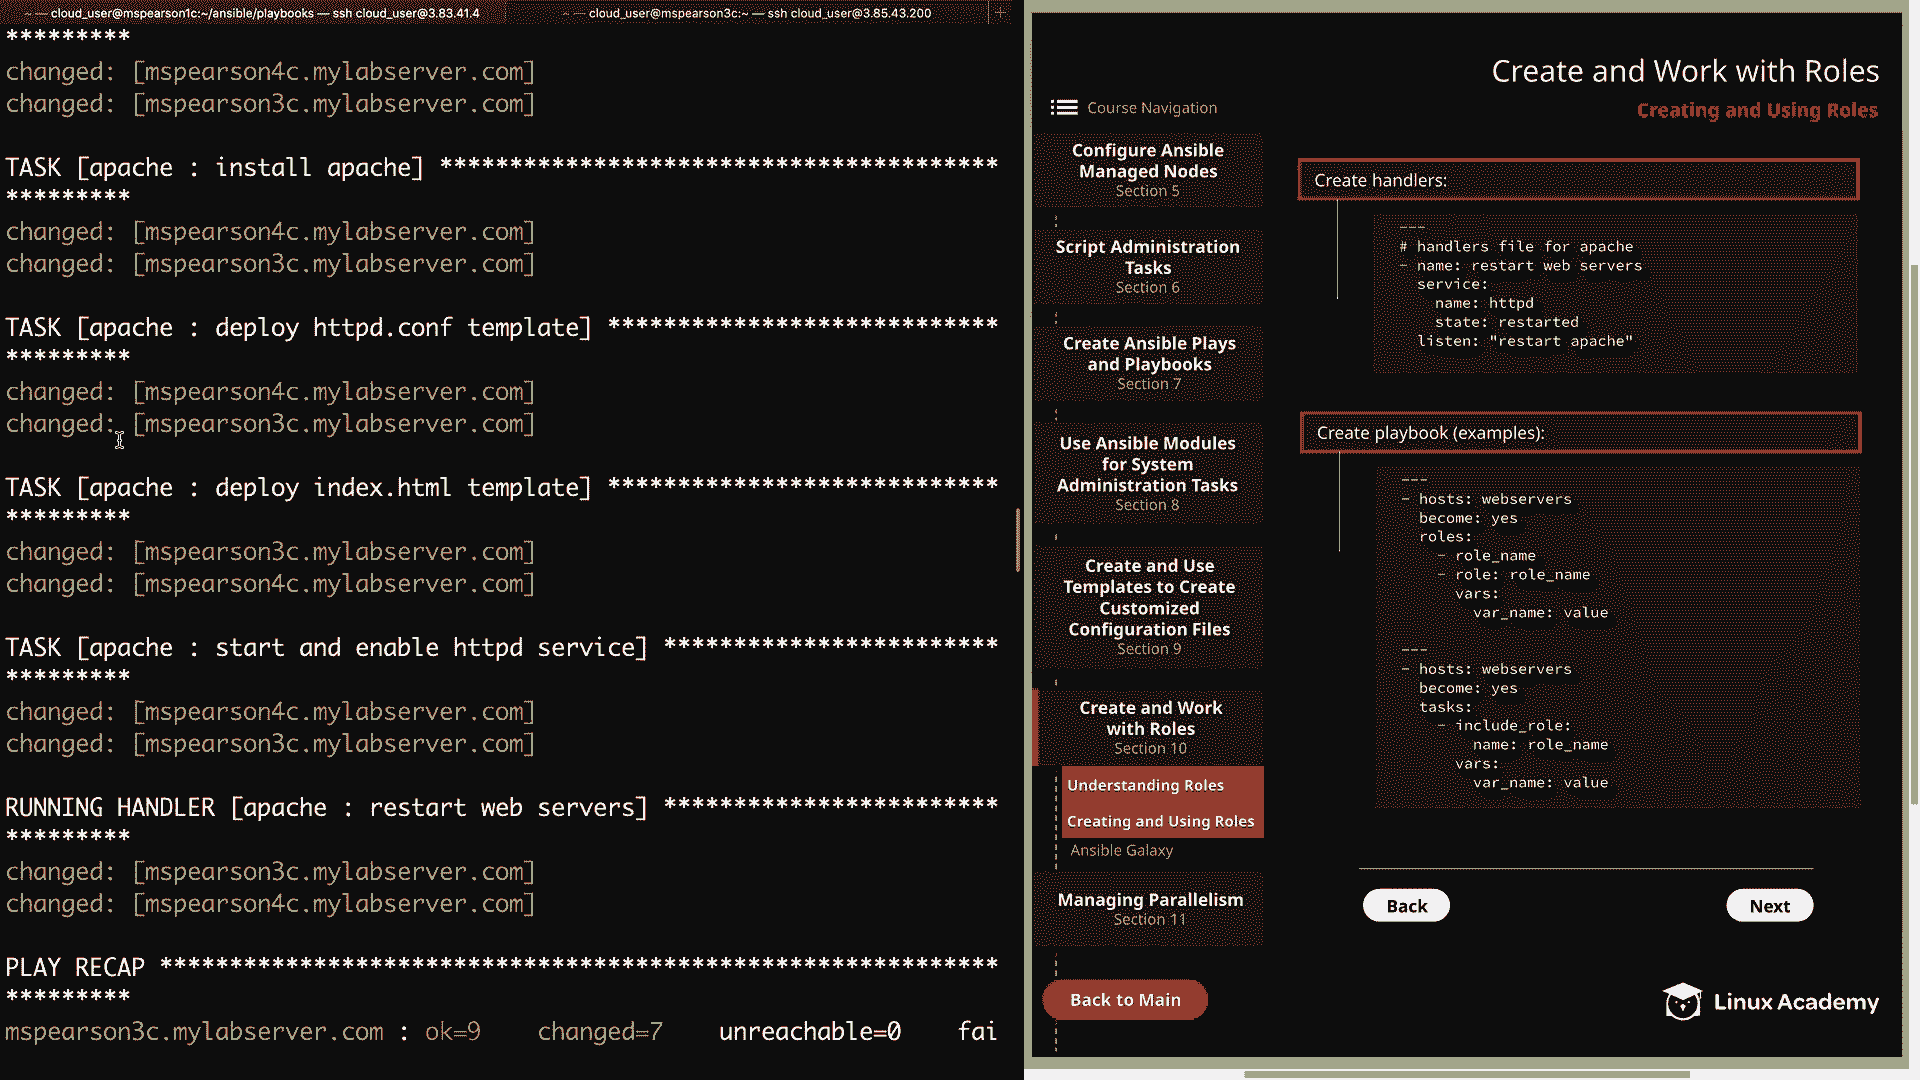 ~ — cloud_user@mspearson1c:~/ansible/playbooks — ssh cloud_user@3.83.41.4
~ — cloud_user@mspearson3c:~ — ssh cloud_user@3.85.43.200
+
*********
changed: [mspearson4c.mylabserver.com]
changed: [mspearson3c.mylabserver.com]
TASK [apache : install apache] ****************************************
*********
changed: [mspearson4c.mylabserver.com]
changed: [mspearson3c.mylabserver.com]
TASK [apache : deploy httpd.conf template] ****************************
*********
changed: [mspearson4c.mylabserver.com]
changed: [mspearson3c.mylabserver.com]
TASK [apache : deploy index.html template] ****************************
*********
changed: [mspearson3c.mylabserver.com]
changed: [mspearson4c.mylabserver.com]
TASK [apache : start and enable httpd service] ************************
*********
changed: [mspearson4c.mylabserver.com]
changed: [mspearson3c.mylabserver.com]
RUNNING HANDLER [apache : restart web servers] ************************
*********
changed: [mspearson3c.mylabserver.com]
changed: [mspearson4c.mylabserver.com]
PLAY RECAP ************************************************************
*********
mspearson3c.mylabserver.com : ok=9    changed=7    unreachable=0    fai
Create and Work with Roles
Creating and Using Roles
Course Navigation
Configure Ansible
Managed Nodes
Section 5
Script Administration
Tasks
Section 6
Create Ansible Plays
and Playbooks
Section 7
Use Ansible Modules
for System
Administration Tasks
Section 8
Create and Use
Templates to Create
Customized
Configuration Files
Section 9
Create and Work
with Roles
Section 10
Understanding Roles
Creating and Using Roles
Ansible Galaxy
Managing Parallelism
Section 11
Back to Main
Create handlers:
---
# handlers file for apache
- name: restart web servers
  service:
    name: httpd
    state: restarted
  listen: "restart apache"
Create playbook (examples):
---
- hosts: webservers
  become: yes
  roles:
    - role_name
    - role: role_name
      vars:
        var_name: value
---
- hosts: webservers
  become: yes
  tasks:
    - include_role:
        name: role_name
      vars:
        var_name: value
Back
Next
Linux Academy